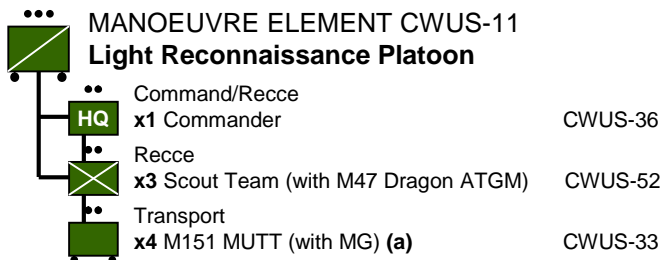 MANOEUVRE ELEMENT CWUS-11
Light Reconnaissance Platoon
Command/Recce
HQ x1 Commander CWUS-36
Recce
x3 Scout Team (with M47 Dragon ATGM) CWUS-52
Transport
x4 M151 MUTT (with MG) (a) CWUS-33